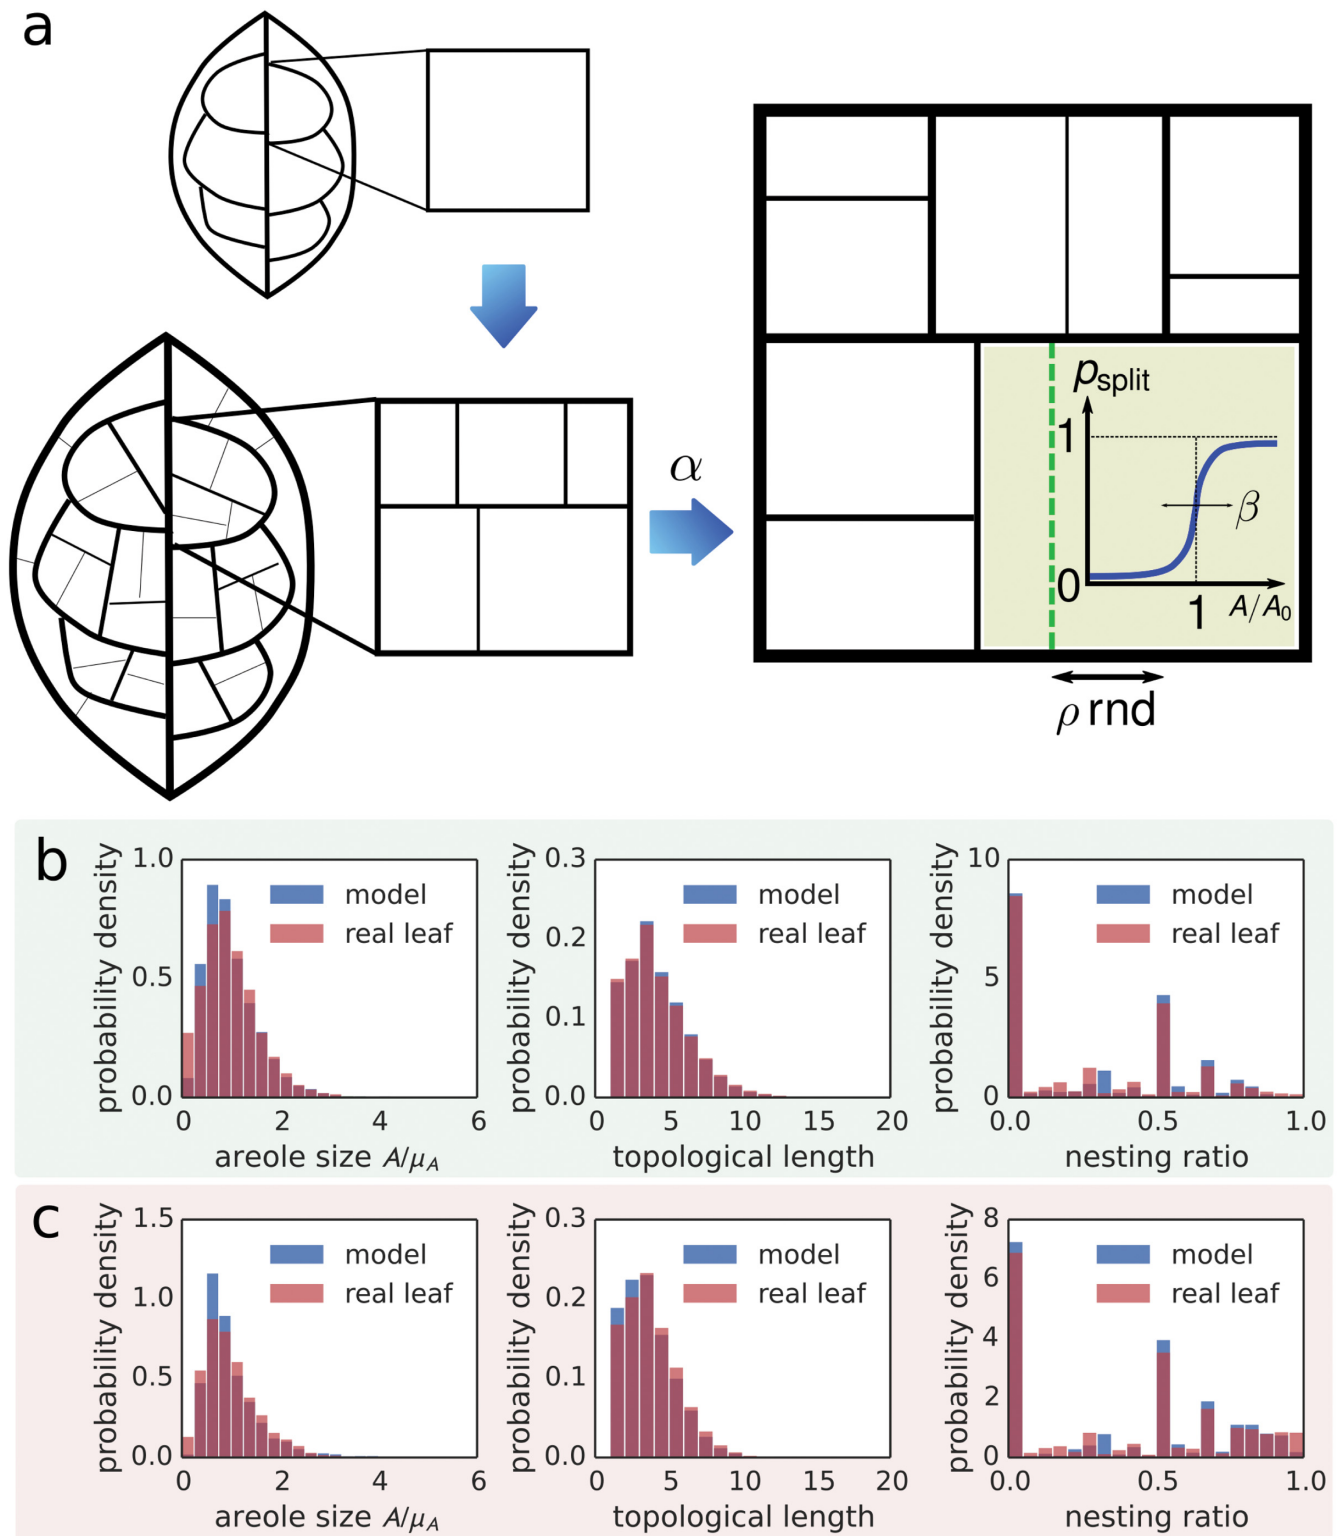 a
α
p split
1
0
β
1
A/A₀
ρ rnd
b
probability density
1.0
0.5
0.0
model
real leaf
0 2 4 6
areole size A/μ_A
probability density
0.3
0.2
0.1
0.0
model
real leaf
0 5 10 15 20
topological length
probability density
10
5
0
model
real leaf
0.0 0.5 1.0
nesting ratio
c
probability density
1.5
1.0
0.5
0.0
model
real leaf
0 2 4 6
areole size A/μ_A
probability density
0.3
0.2
0.1
0.0
model
real leaf
0 5 10 15 20
topological length
probability density
8
6
4
2
0
model
real leaf
0.0 0.5 1.0
nesting ratio